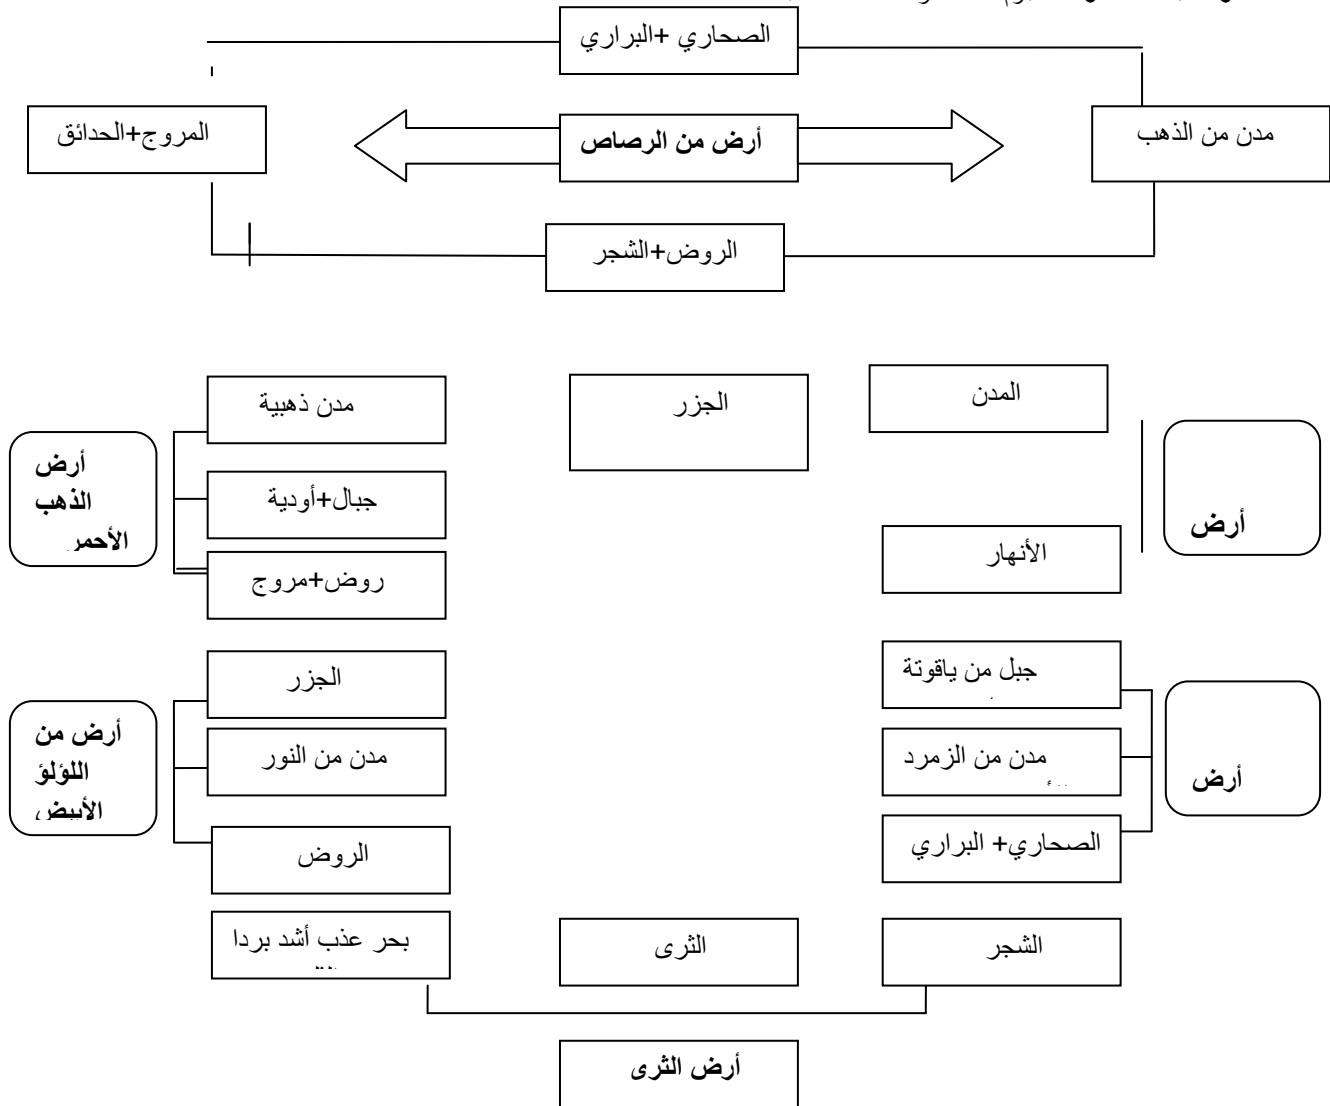 الصحاري +البراري
مدن من الذهب
أرض من الرصاص
المروج+الحدائق
الروض+الشجر
المدن
الجزر
مدن ذهبية
أرض
أرض
الذهب
الأحمر
جبال+أودية
الأنهار
روض+مروج
جبل من ياقوتة
الجزر
أرض
مدن من الزمرد
مدن من النور
أرض من
اللؤلؤ
الأبيض
الصحاري+ البراري
الروض
الشجر
الثرى
بحر عذب أشد بردا
أرض الثرى